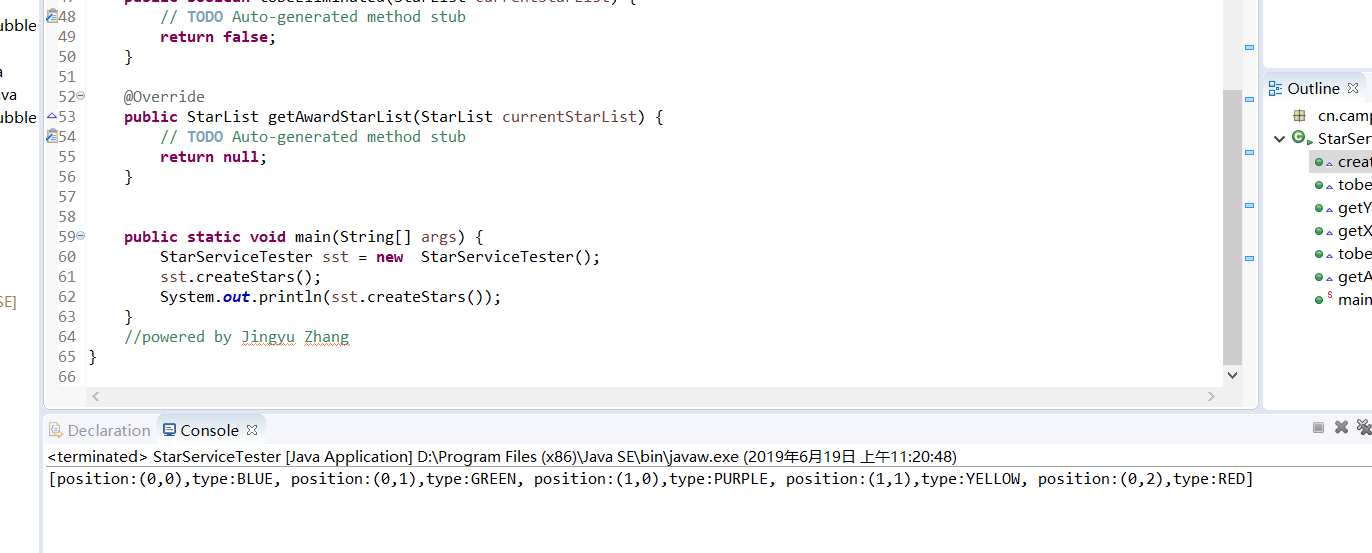 ubble
va
ubble
SE]
48 // TODO Auto-generated method stub
49 return false;
50 }
51
52 @Override
53 public StarList getAwardStarList(StarList currentStarList) {
54 // TODO Auto-generated method stub
55 return null;
56 }
57
58
59 public static void main(String[] args) {
60 StarServiceTester sst = new  StarServiceTester();
61 sst.createStars();
62 System.out.println(sst.createStars());
63 }
64 //powered by Jingyu Zhang
65 }
66
Outline
cn.camp
StarSer
creat
tobe
getY
getX
tobe
getA
S main
Declaration Console
<terminated> StarServiceTester [Java Application] D:\Program Files (x86)\Java SE\bin\javaw.exe (2019年6月19日 上午11:20:48)
[position:(0,0),type:BLUE, position:(0,1),type:GREEN, position:(1,0),type:PURPLE, position:(1,1),type:YELLOW, position:(0,2),type:RED]